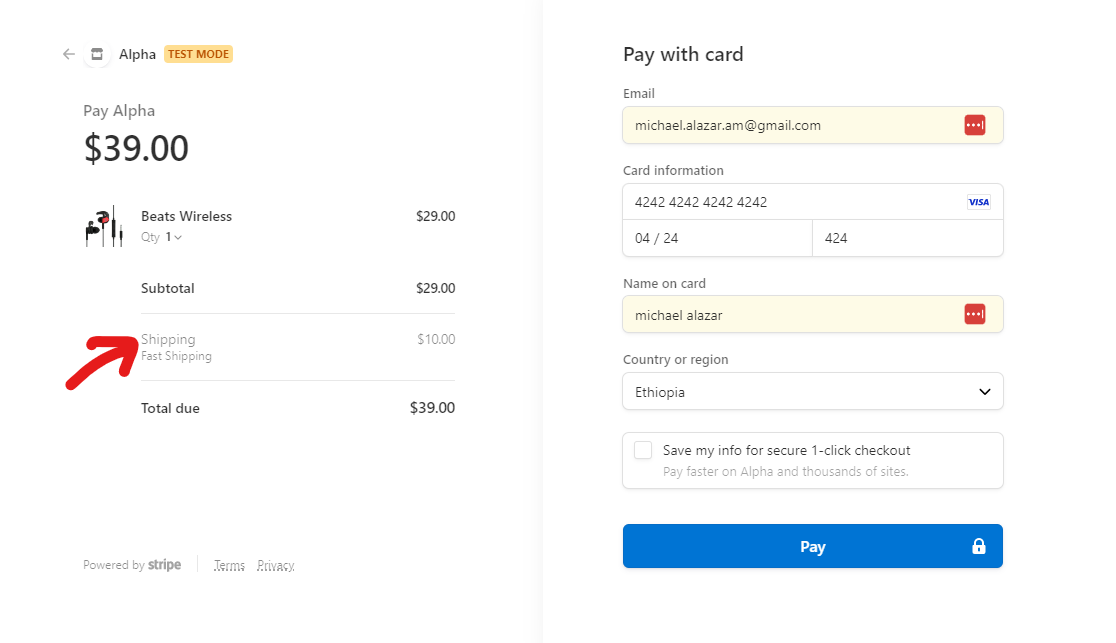 Alpha TEST MODE
Pay Alpha
$39.00
Beats Wireless $29.00
Qty 1
Subtotal $29.00
Shipping $10.00
Fast Shipping
Total due $39.00
Powered by stripe Terms Privacy
Pay with card
Email
michael.alazar.am@gmail.com
Card information
4242 4242 4242 4242 VISA
04 / 24 424
Name on card
michael alazar
Country or region
Ethiopia
Save my info for secure 1-click checkout
Pay faster on Alpha and thousands of sites.
Pay